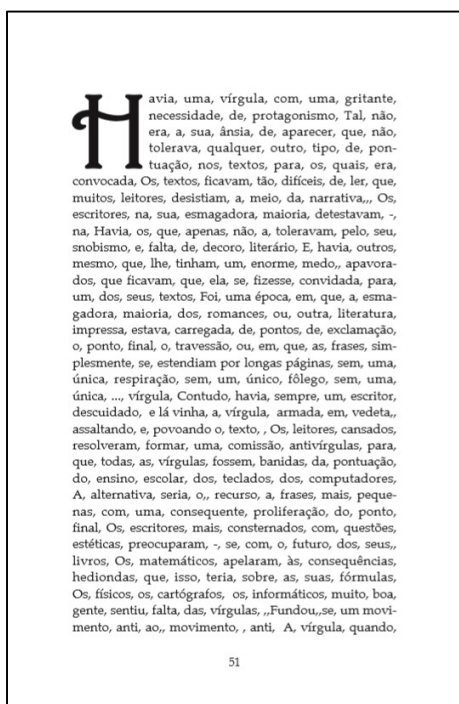 Havia, uma, vírgula, com, uma, gritante,
necessidade, de, protagonismo, Tal, não,
era, a, sua, ânsia, de, aparecer, que, não,
tolerava, qualquer, outro, tipo, de, pon-
tuação, nos, textos, para, os, quais, era,
convocada, Os, textos, ficavam, tão, difíceis, de, ler, que,
muitos, leitores, desistiam, a, meio, da, narrativa,,, Os,
escritores, na, sua, esmagadora, maioria, detestavam, -,
na, Havia, os, que, apenas, não, a, toleravam, pelo, seu,
snobismo, e, falta, de, decoro, literário, E, havia, outros,
mesmo, que, lhe, tinham, um, enorme, medo,, apavora-
dos, que ficavam, que, ela, se, fizesse, convidada, para,
um, dos, seus, textos, Foi, uma, época, em, que, a, esma-
gadora, maioria, dos, romances, ou, outra, literatura,
impressa, estava, carregada, de, pontos, de, exclamação,
o, ponto, final, o, travessão, ou, em, que, as, frases, sim-
plesmente, se, estendiam por longas páginas, sem, uma,
única, respiração, sem, um, único, fôlego, sem, uma,
única, ..., vírgula, Contudo, havia, sempre, um, escritor,
descuidado, e lá vinha, a, vírgula, armada, em, vedeta,,
assaltando, e, povoando o, texto, , Os, leitores, cansados,
resolveram, formar, uma, comissão, antivírgulas, para,
que, todas, as, vírgulas, fossem, banidas, da, pontuação,
do, ensino, escolar, dos, teclados, dos, computadores,
A, alternativa, seria, o,, recurso, a, frases, mais, peque-
nas, com, uma, consequente, proliferação, do, ponto,
final, Os, escritores, mais, consternados, com, questões,
estéticas, preocuparam, -, se, com, o, futuro, dos, seus,,
livros, Os, matemáticos, apelaram, às, consequências,
hediondas, que, isso, teria, sobre, as, suas, fórmulas,
Os, físicos, os, cartógrafos, os, informáticos, muito, boa,
gente, sentiu, falta, das, vírgulas, ,,Fundou,,se, um movi-
mento, anti, ao,, movimento, , anti, A, vírgula, quando,
51